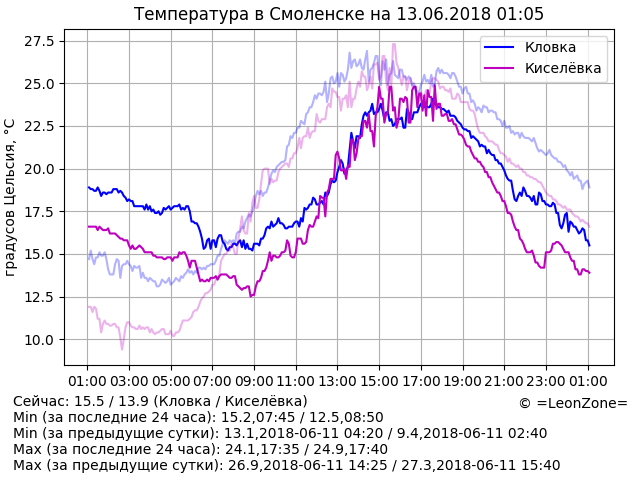 Температура в Смоленске на 13.06.2018 01:05
Кловка
Киселёвка
градусов Цельсия, °C
27.5
25.0
22.5
20.0
17.5
15.0
12.5
10.0
01:00 03:00 05:00 07:00 09:00 11:00 13:00 15:00 17:00 19:00 21:00 23:00 01:00
Сейчас: 15.5 / 13.9 (Кловка / Киселёвка)
© =LeonZone=
Min (за последние 24 часа): 15.2,07:45 / 12.5,08:50
Min (за предыдущие сутки): 13.1,2018-06-11 04:20 / 9.4,2018-06-11 02:40
Max (за последние 24 часа): 24.1,17:35 / 24.9,17:40
Max (за предыдущие сутки): 26.9,2018-06-11 14:25 / 27.3,2018-06-11 15:40